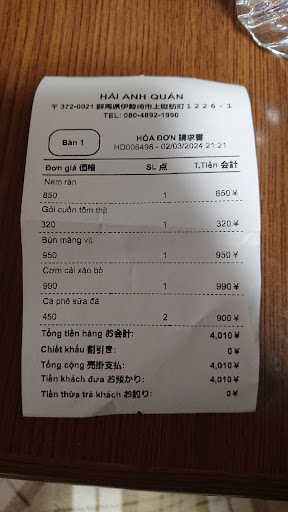 HẢI ANH QUÁN
〒372-0021 群馬県伊勢崎市上諏訪町1226-1
TEL: 080-4892-1990
Bàn 1
HÓA ĐƠN 請求書
HD006498 - 02/03/2024 21:21
Đơn giá 価格 SL 点 T.Tiền 会計
Nem rán
850 1 850 ¥
Gỏi cuốn tôm thịt
320 1 320 ¥
Bún măng vịt
950 1 950 ¥
Cơm cải xào bò
990 1 990 ¥
Cà phê sữa đá
450 2 900 ¥
Tổng tiền hàng お会計: 4,010 ¥
Chiết khấu 割引き: 0 ¥
Tổng cộng 売掛支払: 4,010 ¥
Tiền khách đưa お預かり: 4,010 ¥
Tiền thừa trả khách お釣り: 0 ¥